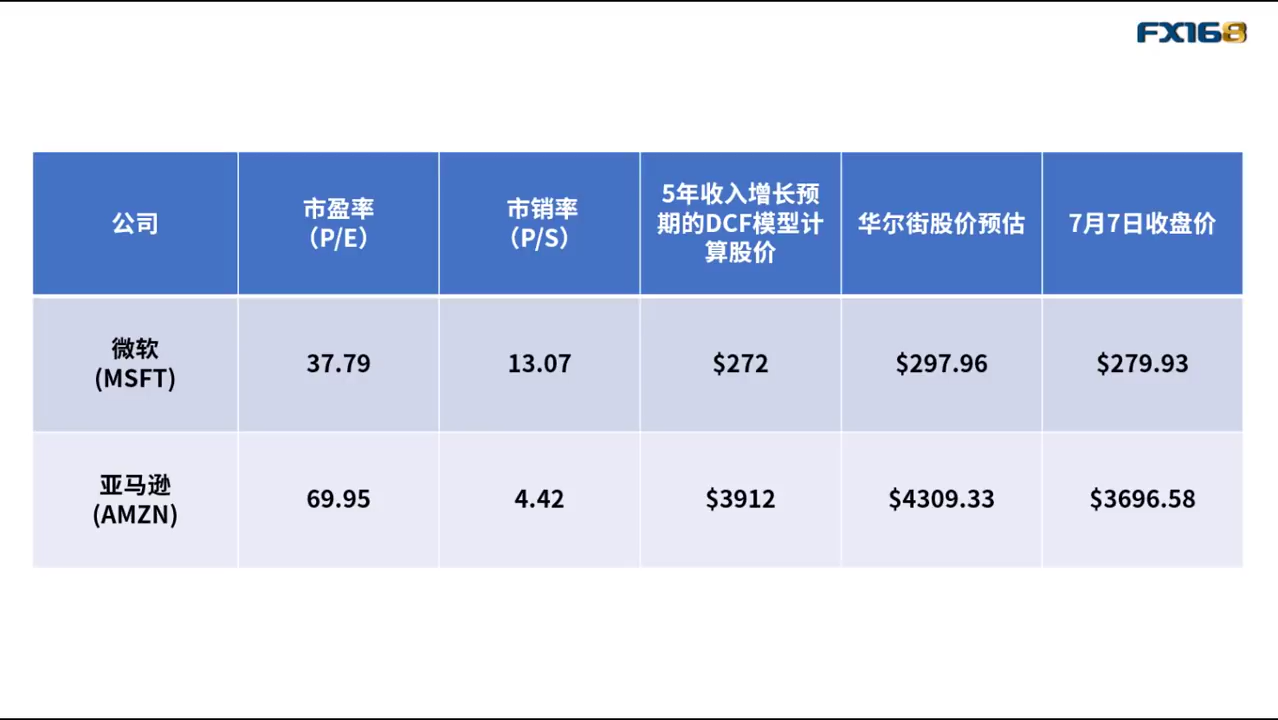 FX168
公司
市盈率
（P/E）
市销率
（P/S）
5年收入增长预
期的DCF模型计
算股价
华尔街股价预估
7月7日收盘价
微软
(MSFT)
37.79
13.07
$272
$297.96
$279.93
亚马逊
(AMZN)
69.95
4.42
$3912
$4309.33
$3696.58